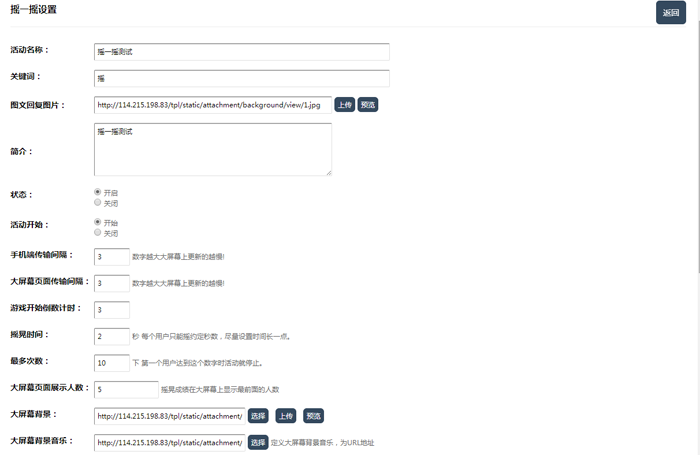 摇一摇设置
返回
活动名称：
摇一摇测试
关键词：
摇
图文回复图片：
http://114.215.198.83/tpl/static/attachment/background/view/1.jpg
上传
预览
简介：
摇一摇测试
状态：
开启
关闭
活动开始：
开始
关闭
手机端传输间隔：
3
数字越大大屏幕上更新的越慢!
大屏幕页面传输间隔：
3
数字越大大屏幕上更新的越慢!
游戏开始倒数计时：
3
摇晃时间：
2
秒 每个用户只能摇约定秒数，尽量设置时间长一点。
最多次数：
10
下 第一个用户达到这个数字时活动就停止。
大屏幕页面展示人数：
5
摇晃成绩在大屏幕上显示最前面的人数
大屏幕背景：
http://114.215.198.83/tpl/static/attachment/
选择
上传
预览
大屏幕背景音乐：
http://114.215.198.83/tpl/static/attachment/
选择
定义大屏幕背景音乐，为URL地址